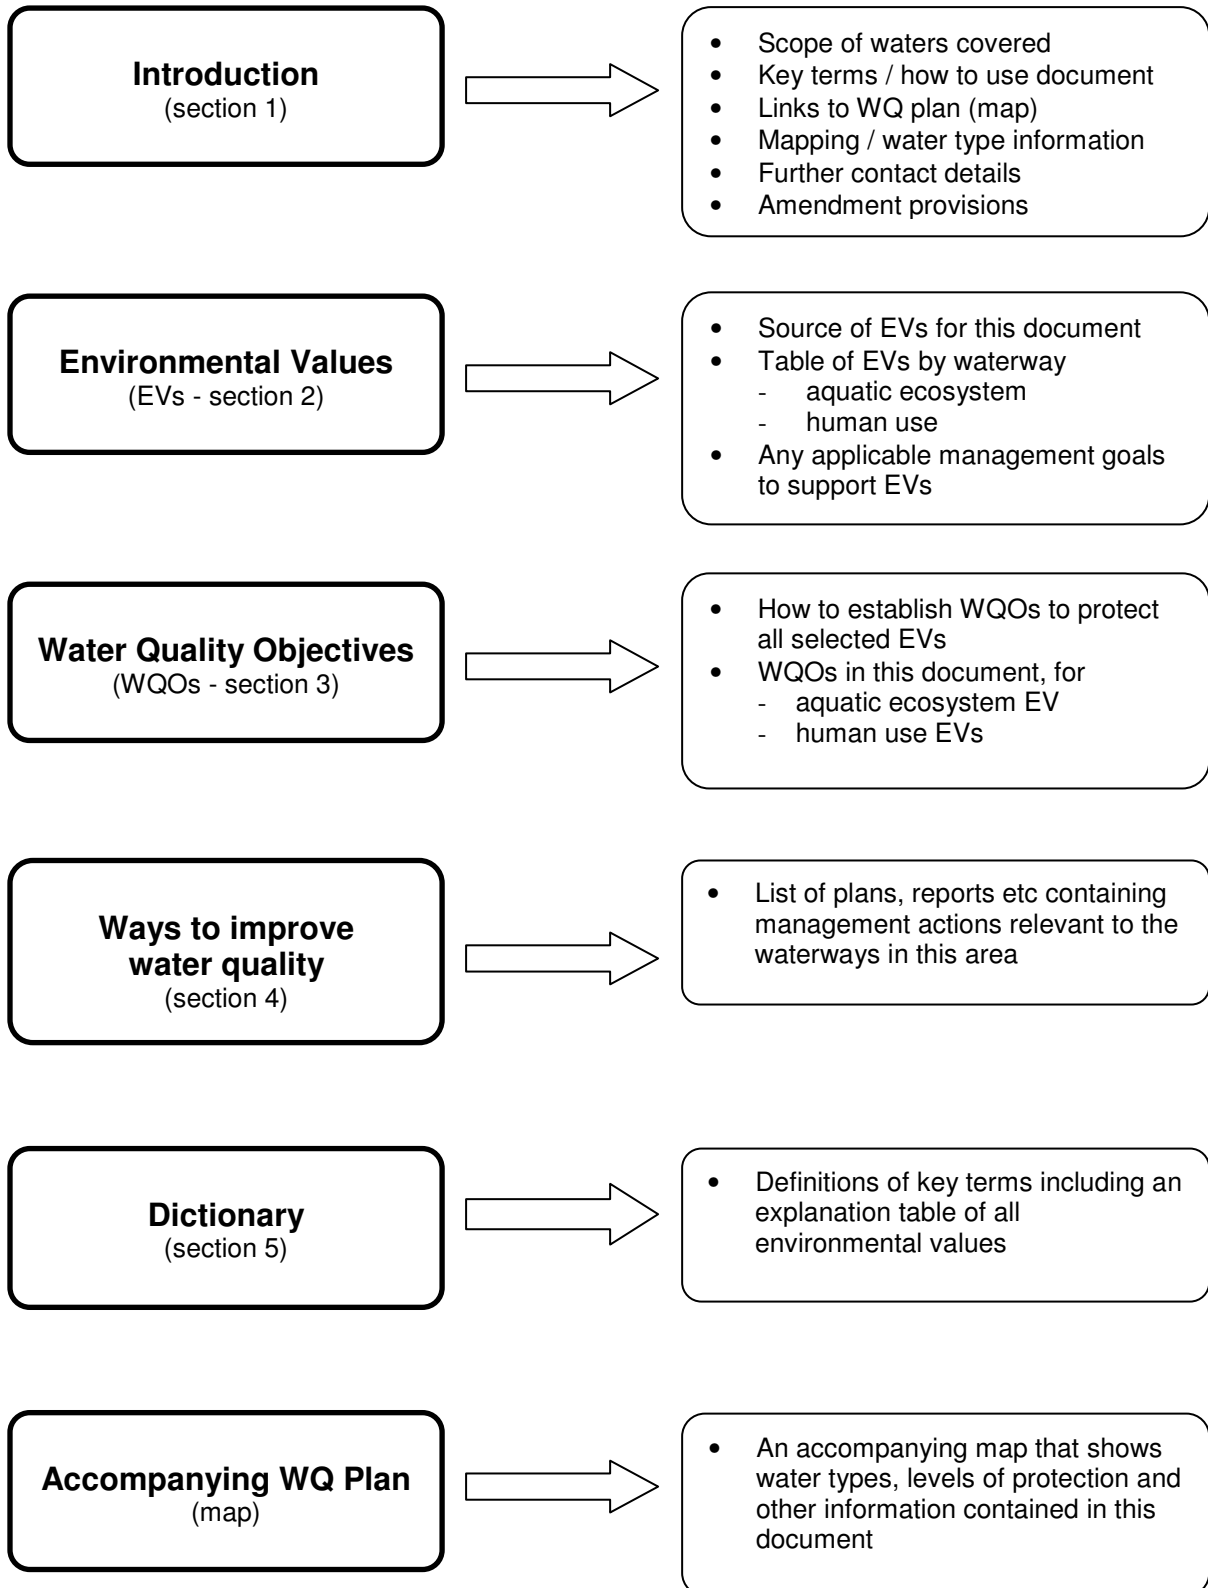 Introduction
(section 1)
• Scope of waters covered
• Key terms / how to use document
• Links to WQ plan (map)
• Mapping / water type information
• Further contact details
• Amendment provisions
Environmental Values
(EVs - section 2)
• Source of EVs for this document
• Table of EVs by waterway
- aquatic ecosystem
- human use
• Any applicable management goals
to support EVs
Water Quality Objectives
(WQOs - section 3)
• How to establish WQOs to protect
all selected EVs
• WQOs in this document, for
- aquatic ecosystem EV
- human use EVs
Ways to improve
water quality
(section 4)
• List of plans, reports etc containing
management actions relevant to the
waterways in this area
Dictionary
(section 5)
• Definitions of key terms including an
explanation table of all
environmental values
Accompanying WQ Plan
(map)
• An accompanying map that shows
water types, levels of protection and
other information contained in this
document